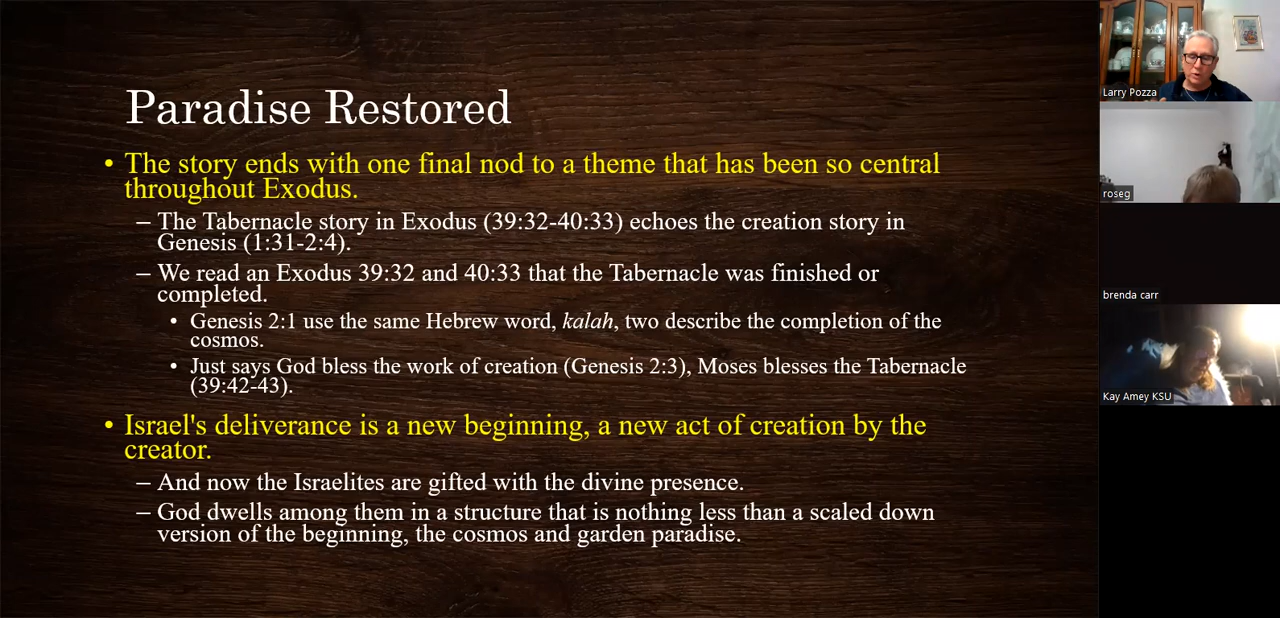 Paradise Restored
• The story ends with one final nod to a theme that has been so central
throughout Exodus.
– The Tabernacle story in Exodus (39:32-40:33) echoes the creation story in
Genesis (1:31-2:4).
– We read an Exodus 39:32 and 40:33 that the Tabernacle was finished or
completed.
• Genesis 2:1 use the same Hebrew word, kalah, two describe the completion of the
cosmos.
• Just says God bless the work of creation (Genesis 2:3), Moses blesses the Tabernacle
(39:42-43).
• Israel's deliverance is a new beginning, a new act of creation by the
creator.
– And now the Israelites are gifted with the divine presence.
– God dwells among them in a structure that is nothing less than a scaled down
version of the beginning, the cosmos and garden paradise.
Larry Pozza
roseg
brenda carr
Kay Amey KSU